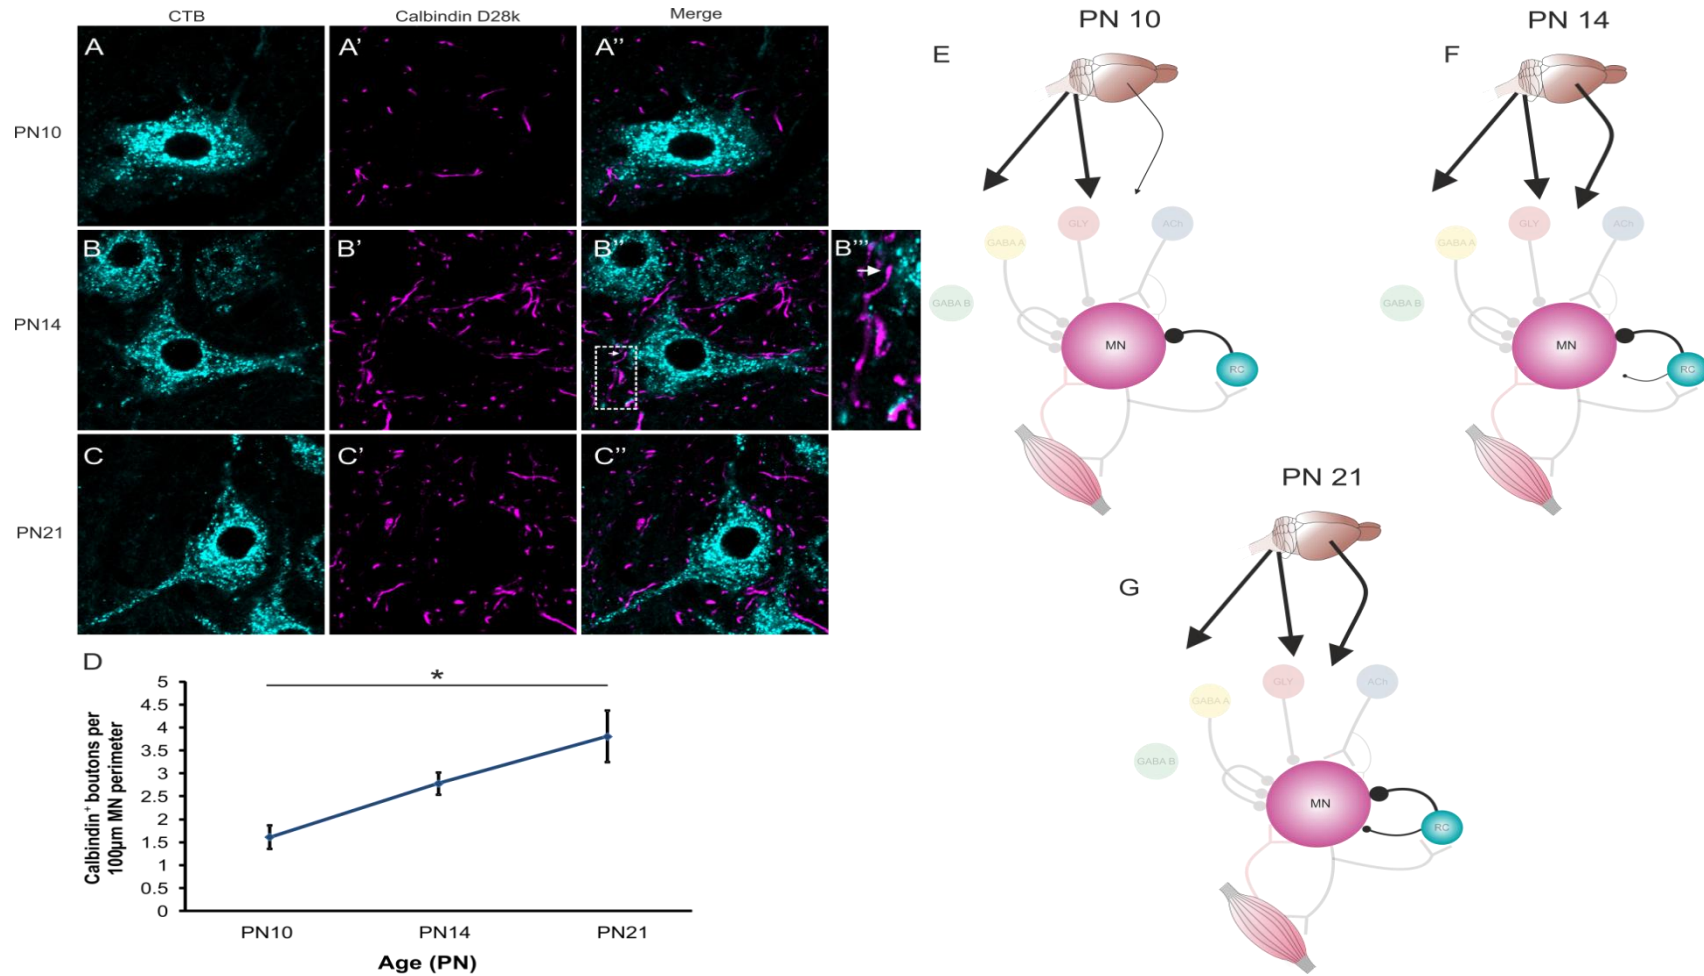 CTB
Calbindin D28k
Merge
PN10
A
A'
A''
PN14
B
B'
B''
B'''
PN21
C
C'
C''
D
*
Calbindin⁺ boutons per
100µm MN perimeter
5
4.5
4
3.5
3
2.5
2
1.5
1
0.5
0
PN10
PN14
PN21
Age (PN)
PN 10
E
GABA A
GLY
ACh
GABA B
MN
RC
PN 14
F
GABA A
GLY
ACh
GABA B
MN
RC
PN 21
G
GABA A
GLY
ACh
GABA B
MN
RC